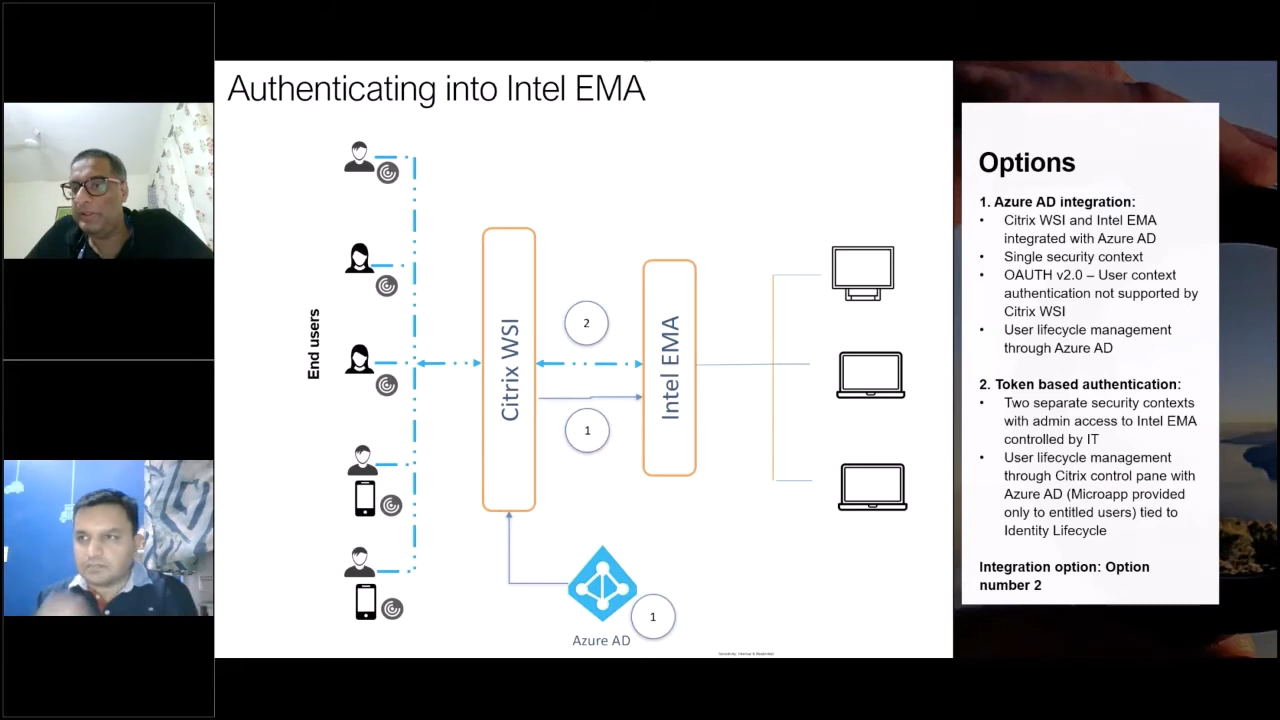 Authenticating into Intel EMA
End users
Citrix WSI
2
1
Intel EMA
Azure AD
1
Options
1. Azure AD integration:
• Citrix WSI and Intel EMA
integrated with Azure AD
• Single security context
• OAUTH v2.0 – User context
authentication not supported by
Citrix WSI
• User lifecycle management
through Azure AD
2. Token based authentication:
• Two separate security contexts
with admin access to Intel EMA
controlled by IT
• User lifecycle management
through Citrix control pane with
Azure AD (Microapp provided
only to entitled users) tied to
Identity Lifecycle
Integration option: Option
number 2